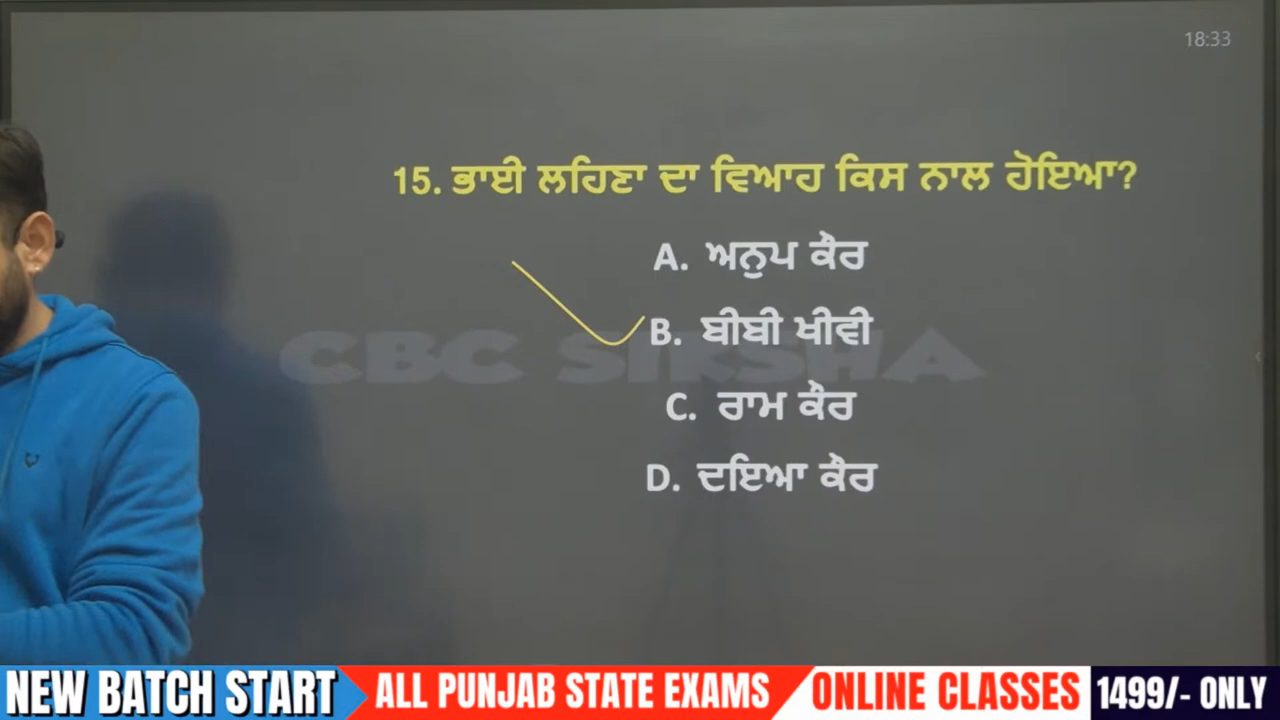 18:33
15. ਭਾਈ ਲਹਿਣਾ ਦਾ ਵਿਆਹ ਕਿਸ ਨਾਲ ਹੋਇਆ?
A. ਅਨੁਪ ਕੌਰ
B. ਬੀਬੀ ਖੀਵੀ
CBC SIKSHA
C. ਰਾਮ ਕੌਰ
D. ਦਇਆ ਕੌਰ
NEW BATCH START ALL PUNJAB STATE EXAMS ONLINE CLASSES 1499/- ONLY